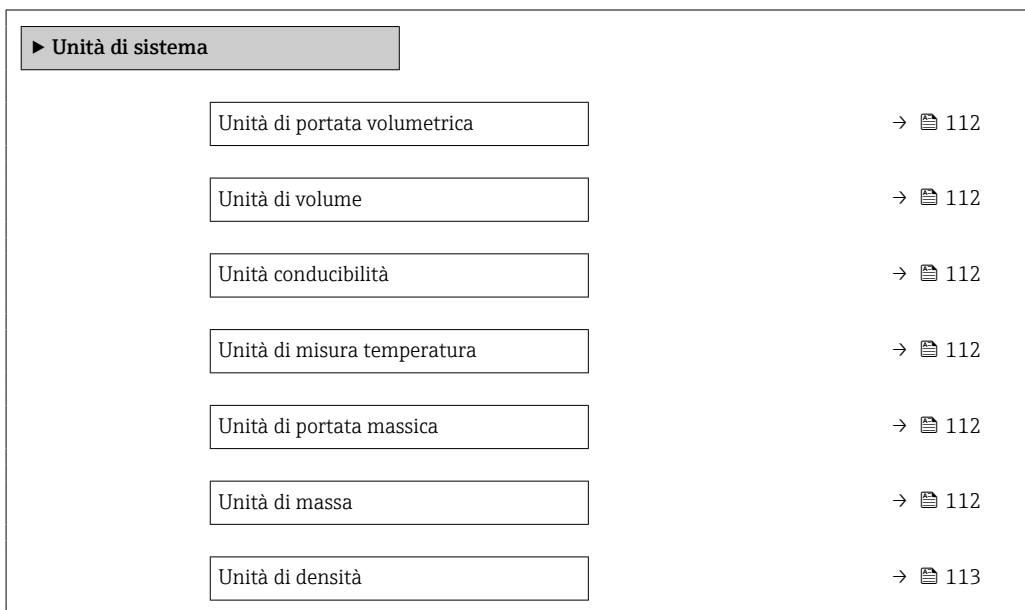 ▶ Unità di sistema
Unità di portata volumetrica → 112
Unità di volume → 112
Unità conducibilità → 112
Unità di misura temperatura → 112
Unità di portata massica → 112
Unità di massa → 112
Unità di densità → 113